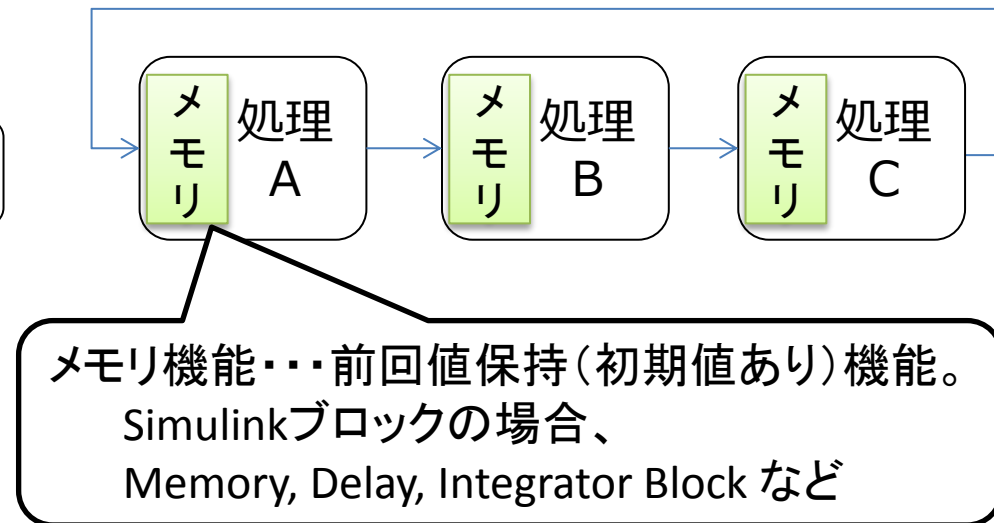 メモリ
処理
A
メモリ
処理
B
メモリ
処理
C
メモリ機能・・・前回値保持（初期値あり）機能。
Simulinkブロックの場合、
Memory, Delay, Integrator Block など